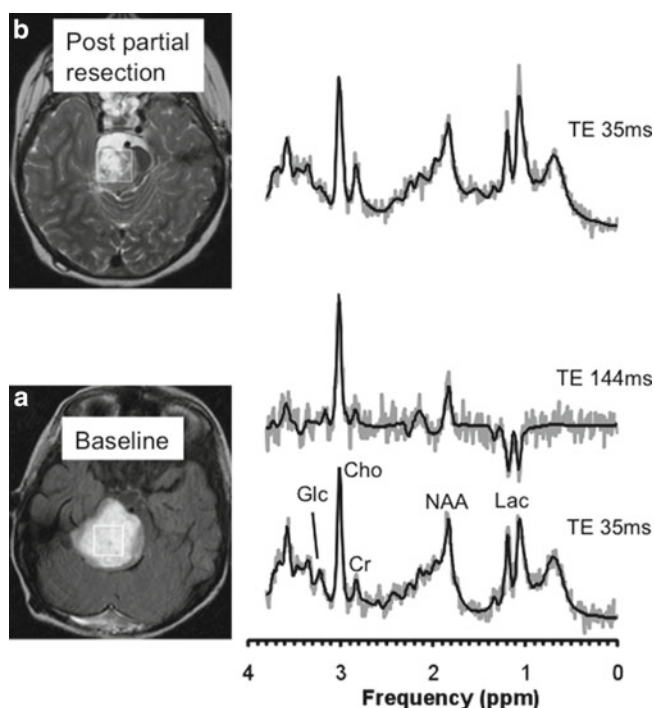 b
Post partial
resection
TE 35ms
a
Baseline
TE 144ms
Cho
Glc
NAA
Lac
Cr
TE 35ms
4
3
2
1
0
Frequency (ppm)